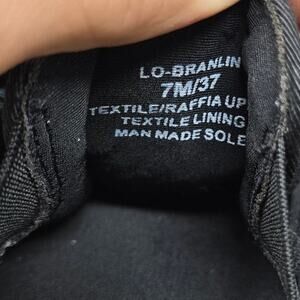 LO-BRANLIN
7M/37
TEXTILE/RAFFIA UP
TEXTILE LINING
MAN MADE SOLE